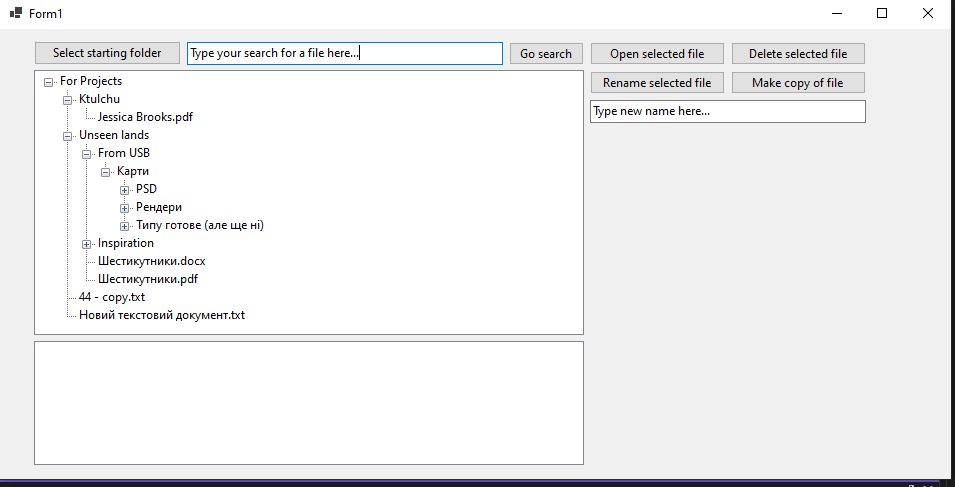 Form1
Select starting folder
Type your search for a file here...
Go search
Open selected file
Delete selected file
Rename selected file
Make copy of file
Type new name here...
For Projects
Ktulchu
Jessica Brooks.pdf
Unseen lands
From USB
Карти
PSD
Рендери
Типу готове (але ще ні)
Inspiration
Шестикутники.docx
Шестикутники.pdf
44 - copy.txt
Новий текстовий документ.txt